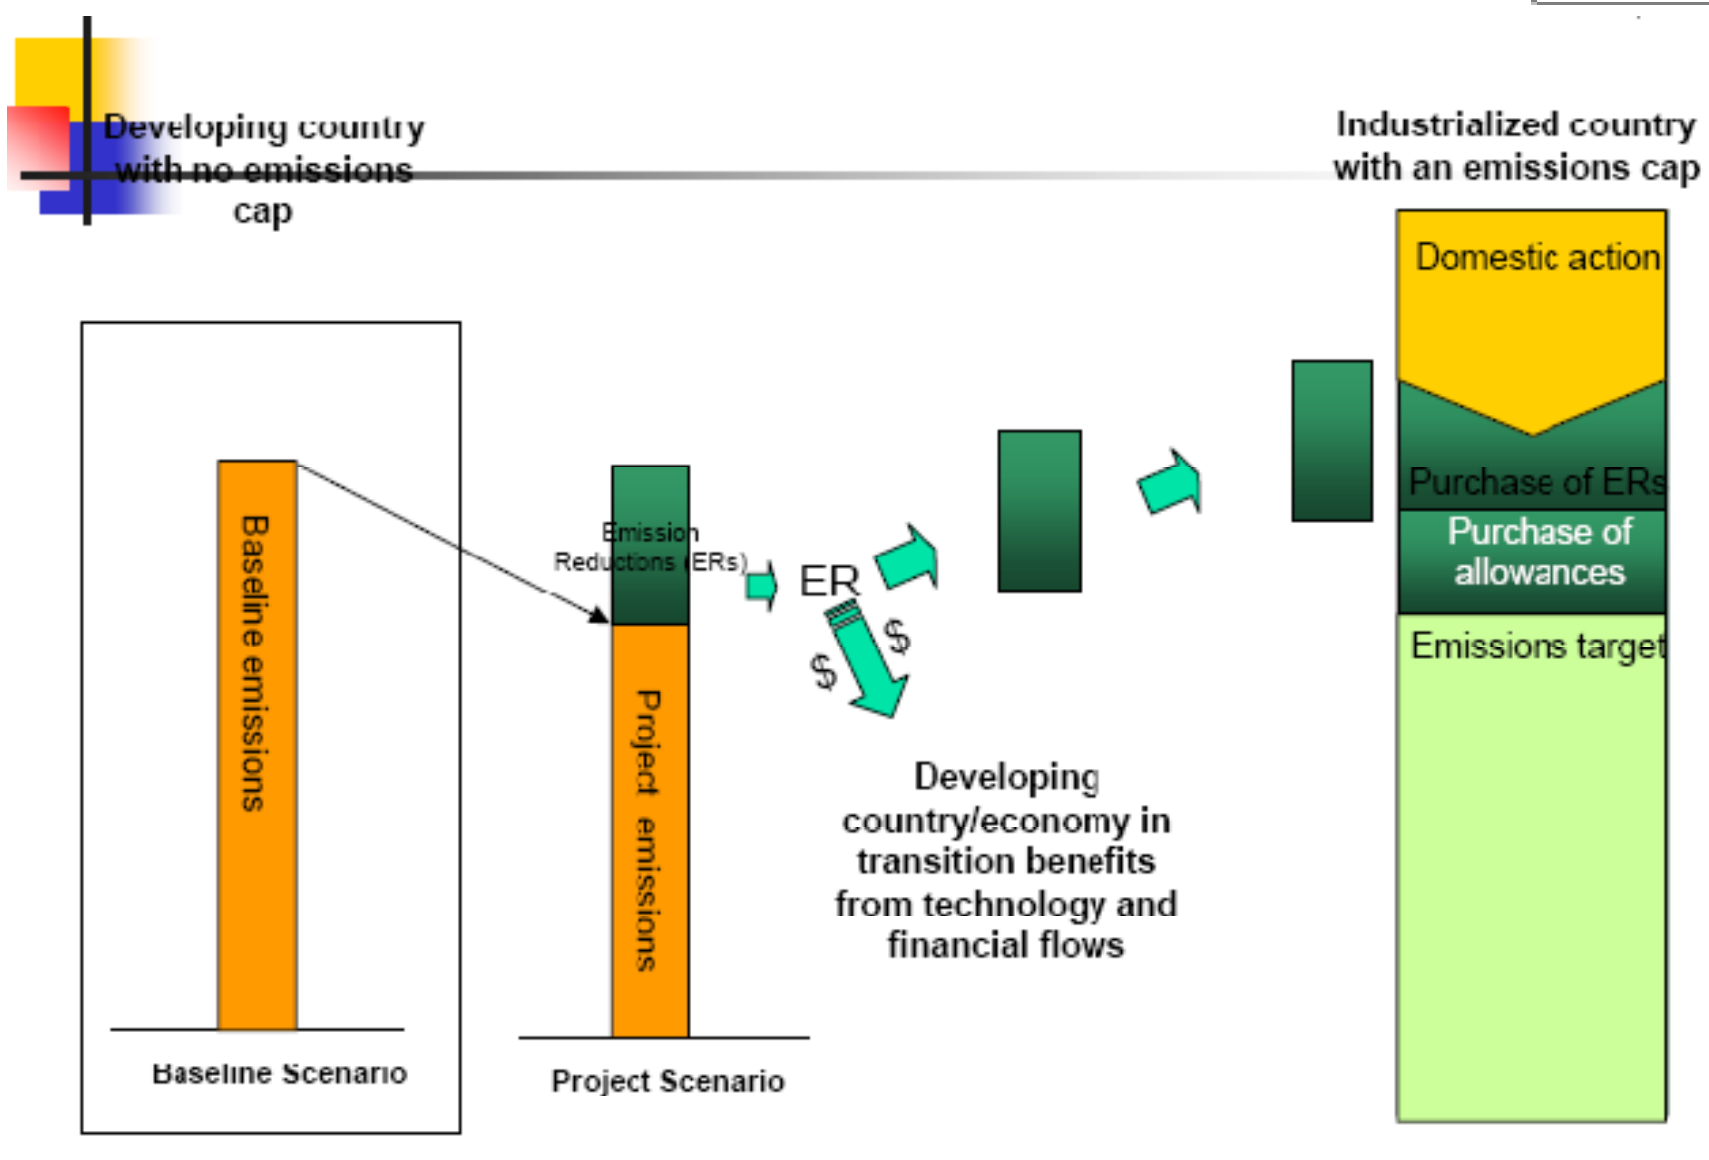 Developing country
with no emissions
cap
Industrialized country
with an emissions cap
Domestic action
Purchase of ERs
Purchase of
allowances
Emissions target
Baseline emissions
Baseline Scenario
Emission
Reductions (ERs)
Project emissions
Project Scenario
ER
$
$
Developing
country/economy in
transition benefits
from technology and
financial flows